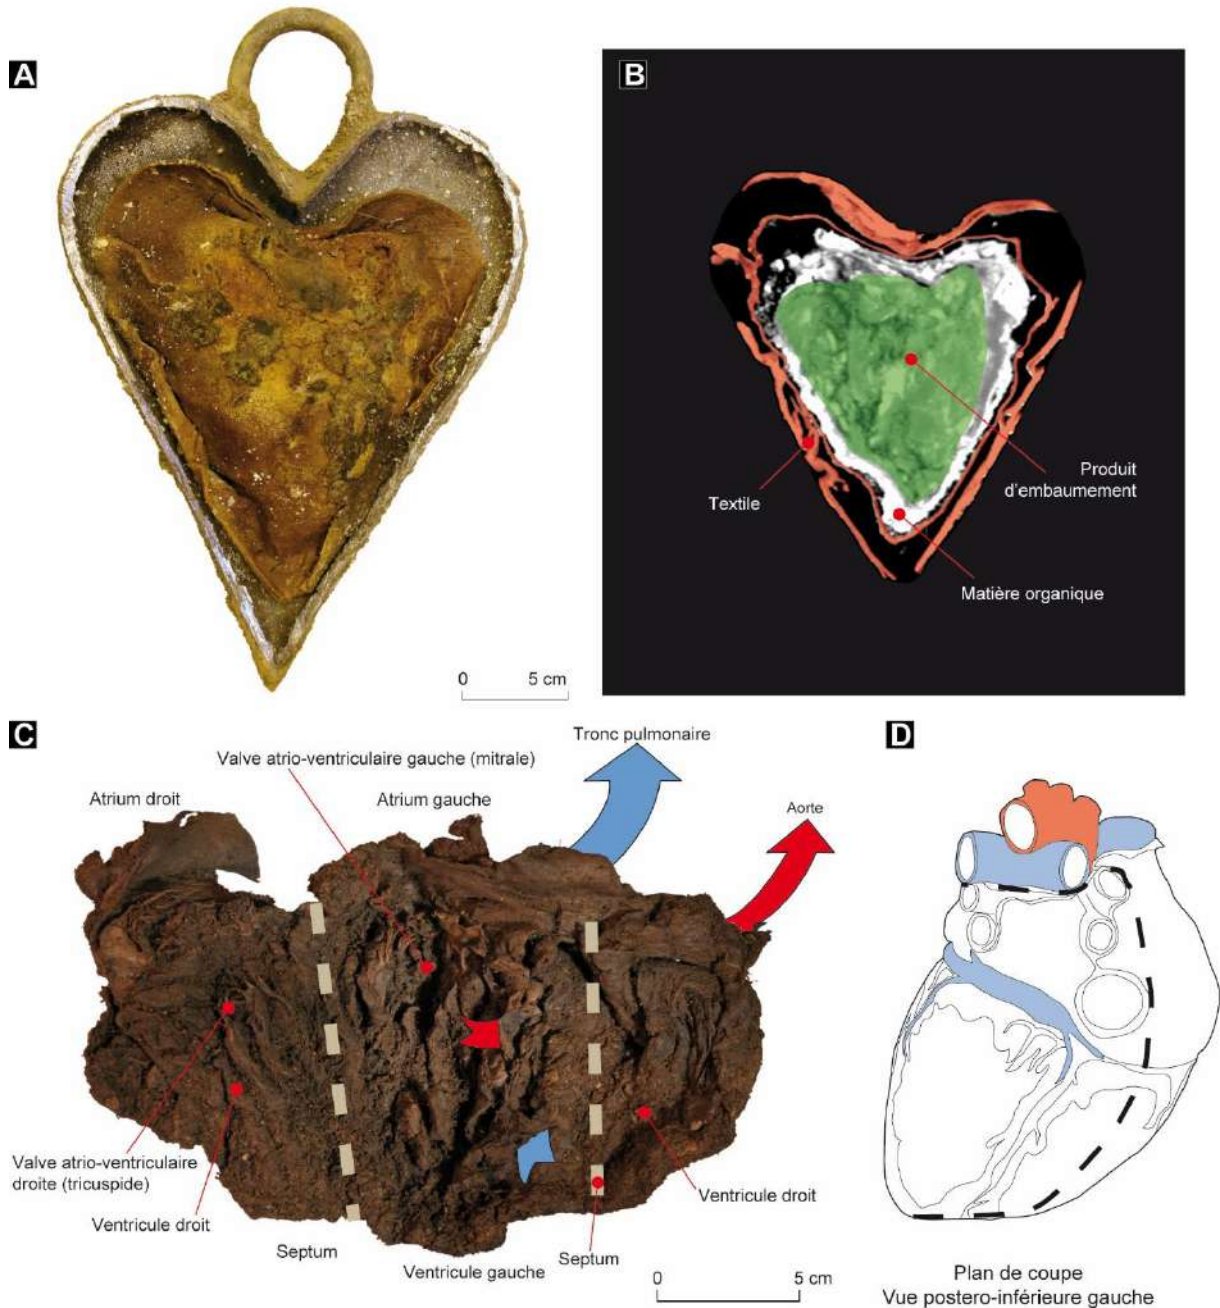 A
0 5 cm
B
Textile
Produit
d'embaumement
Matière organique
C
Tronc pulmonaire
Valve atrio-ventriculaire gauche (mitrale)
Atrium droit
Atrium gauche
Aorte
Valve atrio-ventriculaire
droite (tricuspide)
Ventricule droit
Septum
Ventricule gauche
Septum
Ventricule droit
0 5 cm
D
Plan de coupe
Vue postero-inférieure gauche